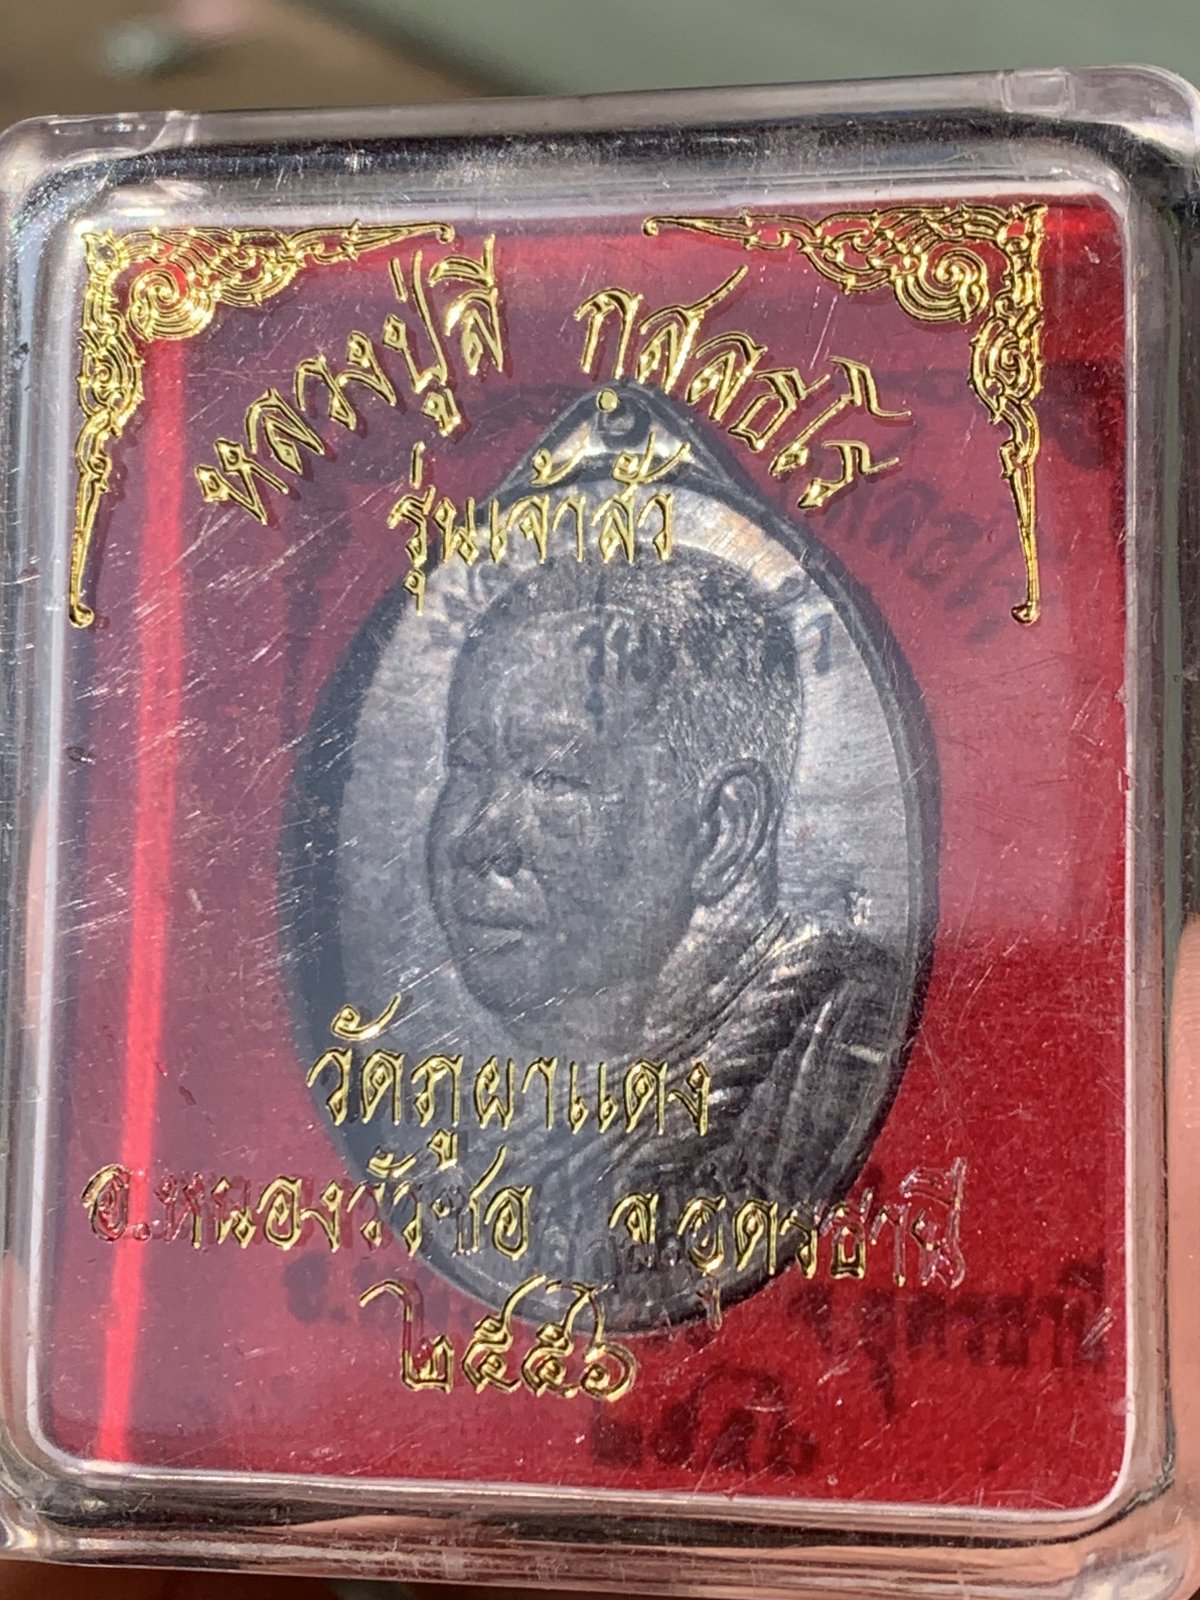 หลวงปู่ลี กุสลธโร
รุ่นเจ้าสัว
วัดภูผาแดง
อ.หนองวัวซอ จ.อุดรธานี
๒๕๕๖